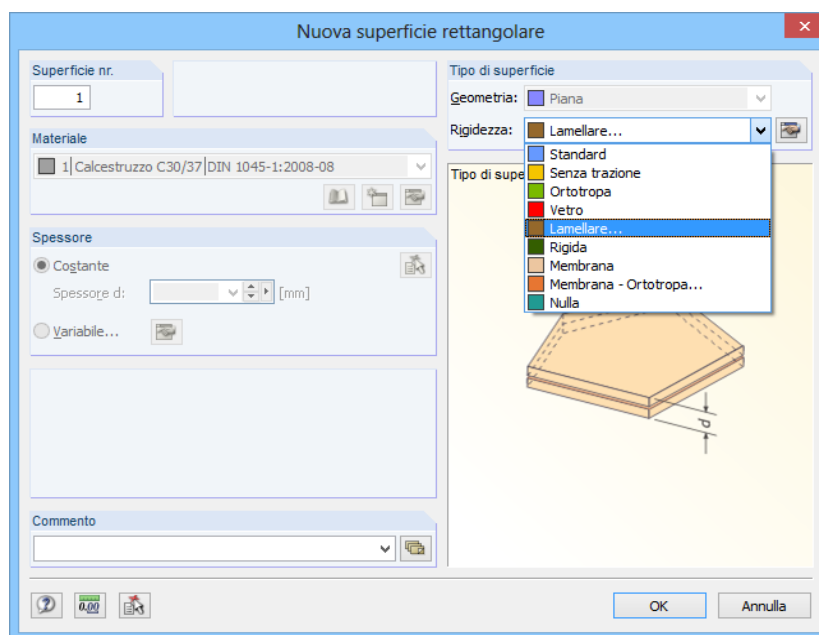 Nuova superficie rettangolare
Superficie nr.
1
Materiale
1 Calcestruzzo C30/37 DIN 1045-1:2008-08
Spessore
Costante
Spessore d: [mm]
Variabile...
Commento
Tipo di superficie
Geometria: Piana
Rigidezza: Lamellare...
Tipo di supe
Standard
Senza trazione
Ortotropa
Vetro
Lamellare...
Rigida
Membrana
Membrana - Ortotropa...
Nulla
d
0.00
OK Annulla